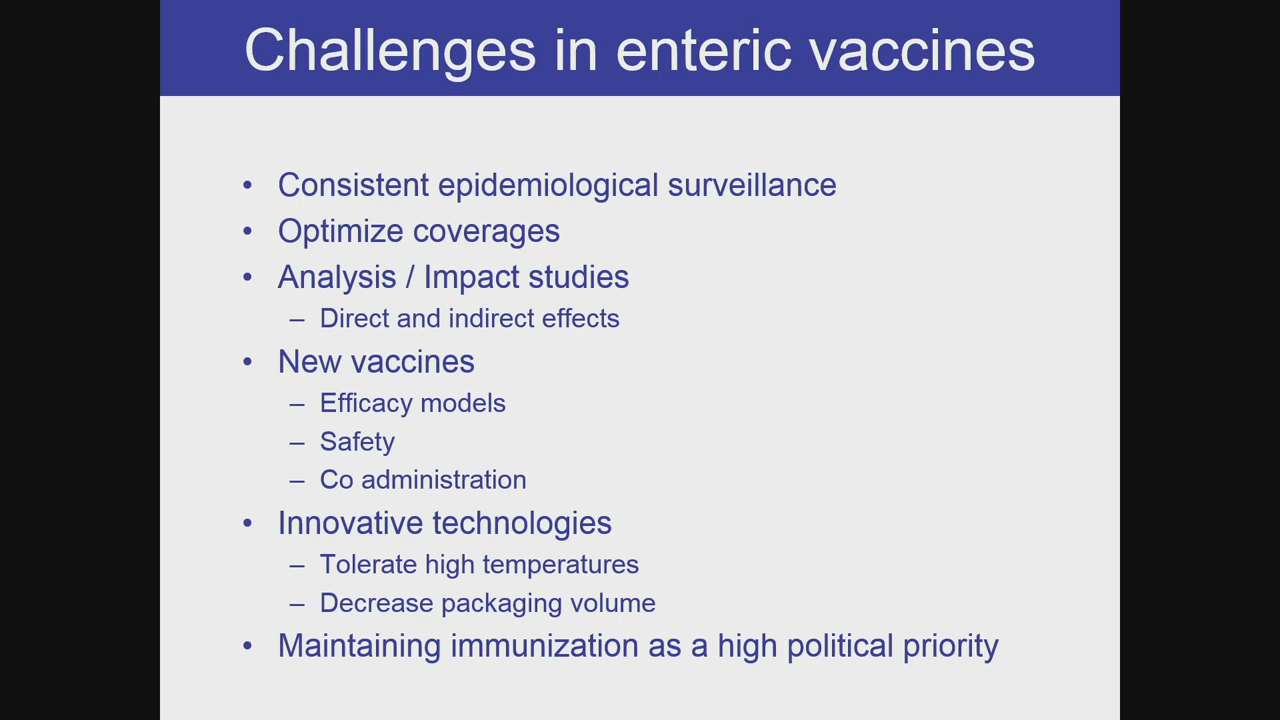 Challenges in enteric vaccines
• Consistent epidemiological surveillance
• Optimize coverages
• Analysis / Impact studies
– Direct and indirect effects
• New vaccines
– Efficacy models
– Safety
– Co administration
• Innovative technologies
– Tolerate high temperatures
– Decrease packaging volume
• Maintaining immunization as a high political priority